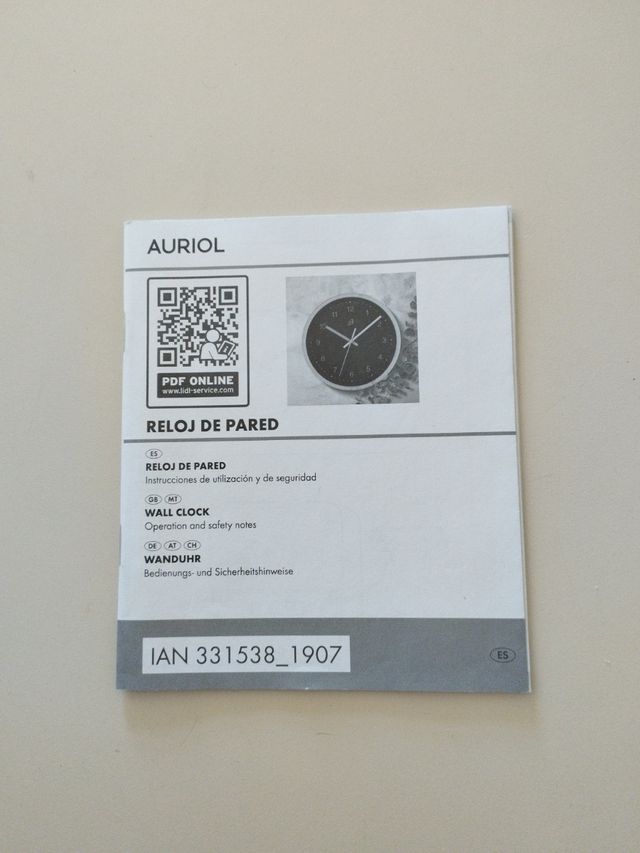 AURIOL
PDF ONLINE
www.lidl-service.com
RELOJ DE PARED
ES
RELOJ DE PARED
Instrucciones de utilización y de seguridad
GB MT
WALL CLOCK
Operation and safety notes
DE AT CH
WANDUHR
Bedienungs- und Sicherheitshinweise
IAN 331538_1907
ES